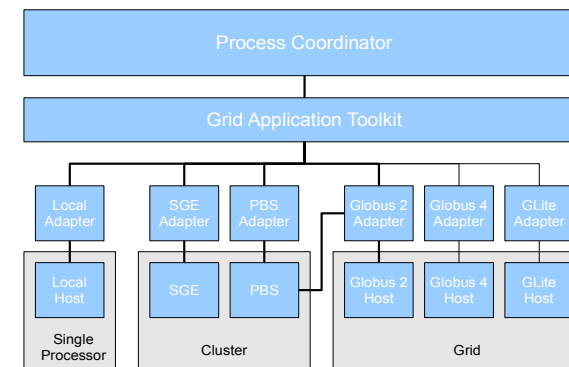 Process Coordinator
Grid Application Toolkit
Local
Adapter
SGE
Adapter
PBS
Adapter
Globus 2
Adapter
Globus 4
Adapter
GLite
Adapter
Local
Host
SGE
PBS
Globus 2
Host
Globus 4
Host
GLite
Host
Single
Processor
Cluster
Grid